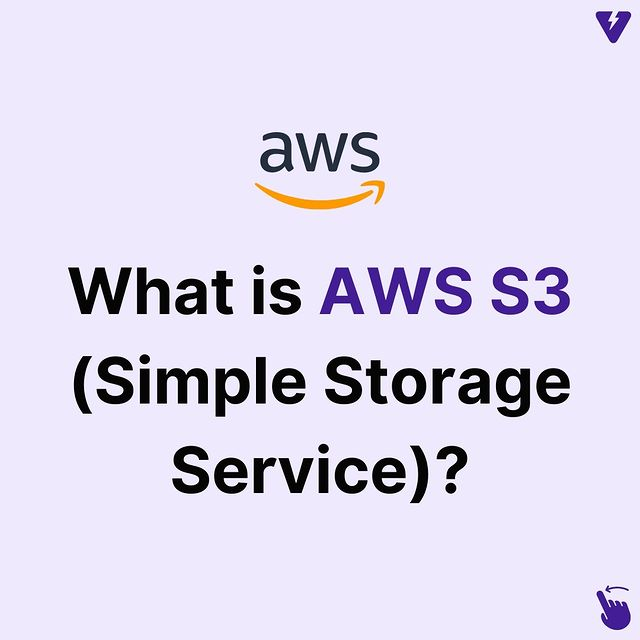 aws
What is AWS S3
(Simple Storage
Service)?